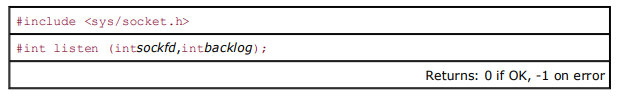 #include <sys/socket.h>
#int listen (intsockfd,intbacklog);
Returns: 0 if OK, -1 on error